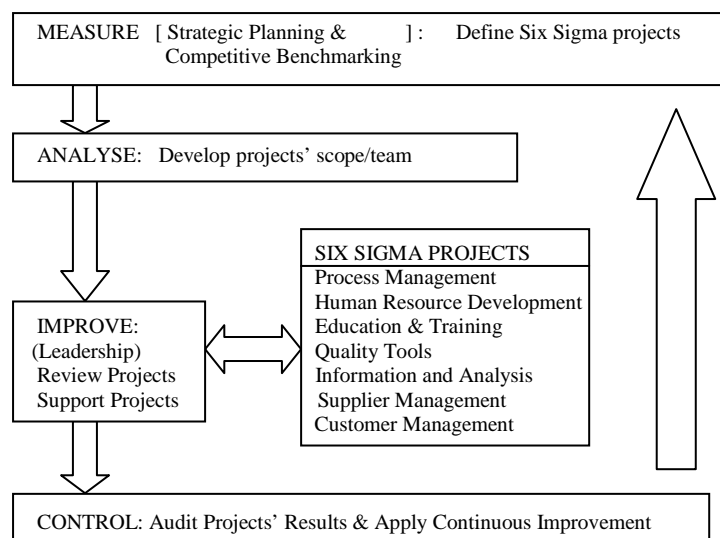 MEASURE [ Strategic Planning & ] : Define Six Sigma projects
Competitive Benchmarking
ANALYSE: Develop projects’ scope/team
SIX SIGMA PROJECTS
Process Management
Human Resource Development
Education & Training
Quality Tools
Information and Analysis
Supplier Management
Customer Management
IMPROVE:
(Leadership)
Review Projects
Support Projects
CONTROL: Audit Projects’ Results & Apply Continuous Improvement